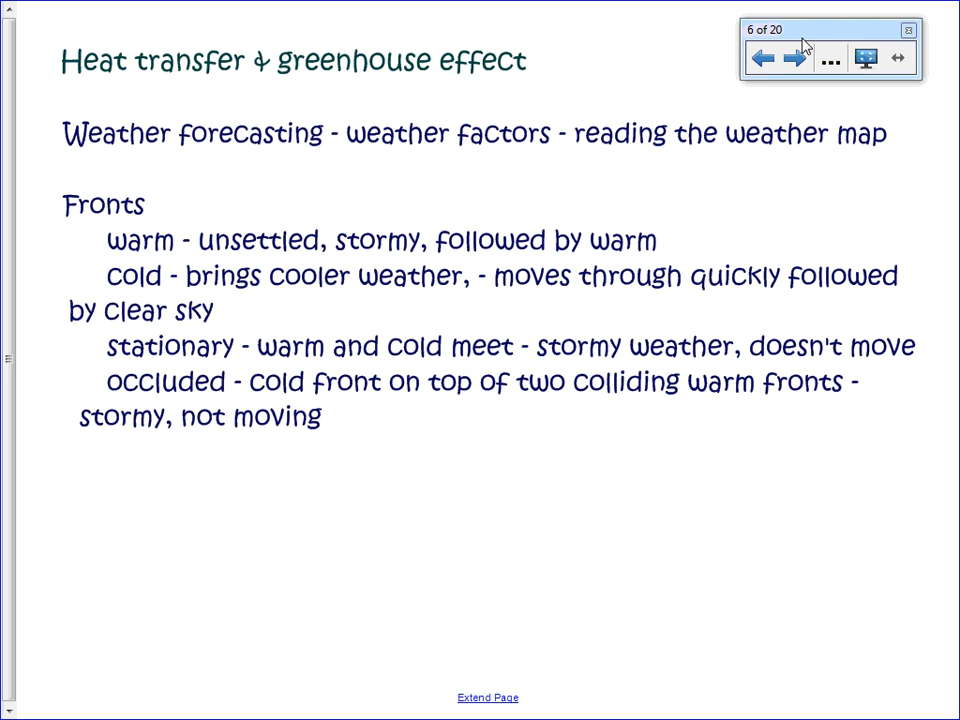 6 of 20
Heat transfer & greenhouse effect
Weather forecasting - weather factors - reading the weather map
Fronts
warm - unsettled, stormy, followed by warm
cold - brings cooler weather, - moves through quickly followed
by clear sky
stationary - warm and cold meet - stormy weather, doesn't move
occluded - cold front on top of two colliding warm fronts -
stormy, not moving
Extend Page